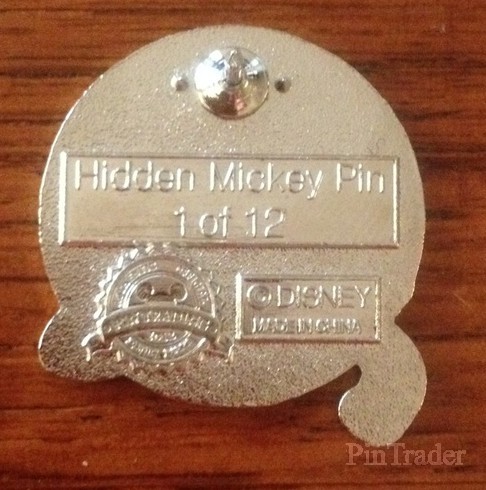 Hidden Mickey Pin
1 of 12
©DISNEY
MADE IN CHINA
PinTrader